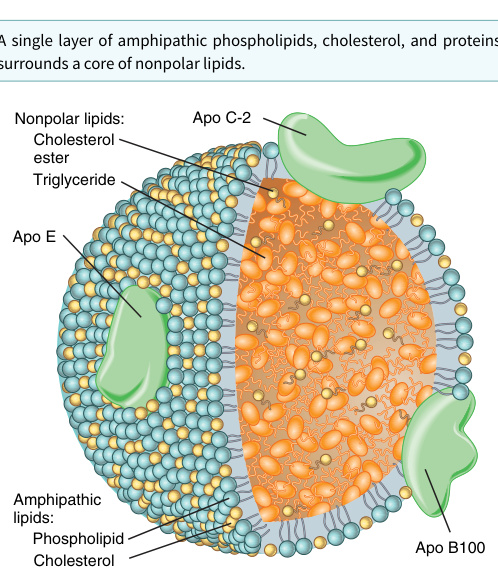 A single layer of amphipathic phospholipids, cholesterol, and proteins
surrounds a core of nonpolar lipids.
Nonpolar lipids:
Cholesterol
ester
Triglyceride
Apo C-2
Apo E
Amphipathic
lipids:
Phospholipid
Cholesterol
Apo B100